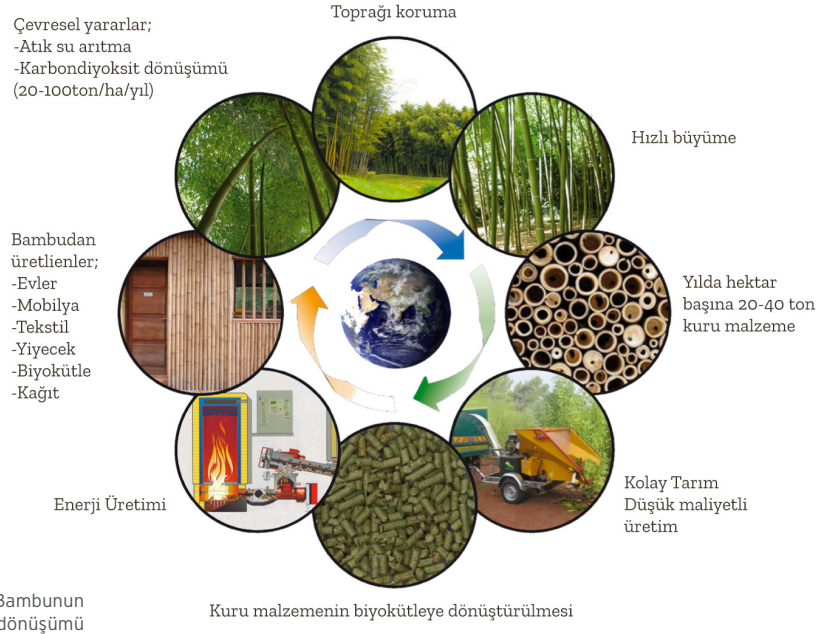 Toprağı koruma
Çevresel yararlar;
-Atık su arıtma
-Karbondiyoksit dönüşümü
(20-100ton/ha/yıl)
Hızlı büyüme
Bambudan
üretlienler;
-Evler
-Mobilya
-Tekstil
-Yiyecek
-Biyokütle
-Kağıt
Yılda hektar
başına 20-40 ton
kuru malzeme
Enerji Üretimi
Kolay Tarım
Düşük maliyetli
üretim
Kuru malzemenin biyokütleye dönüştürülmesi
Bambunun
dönüşümü